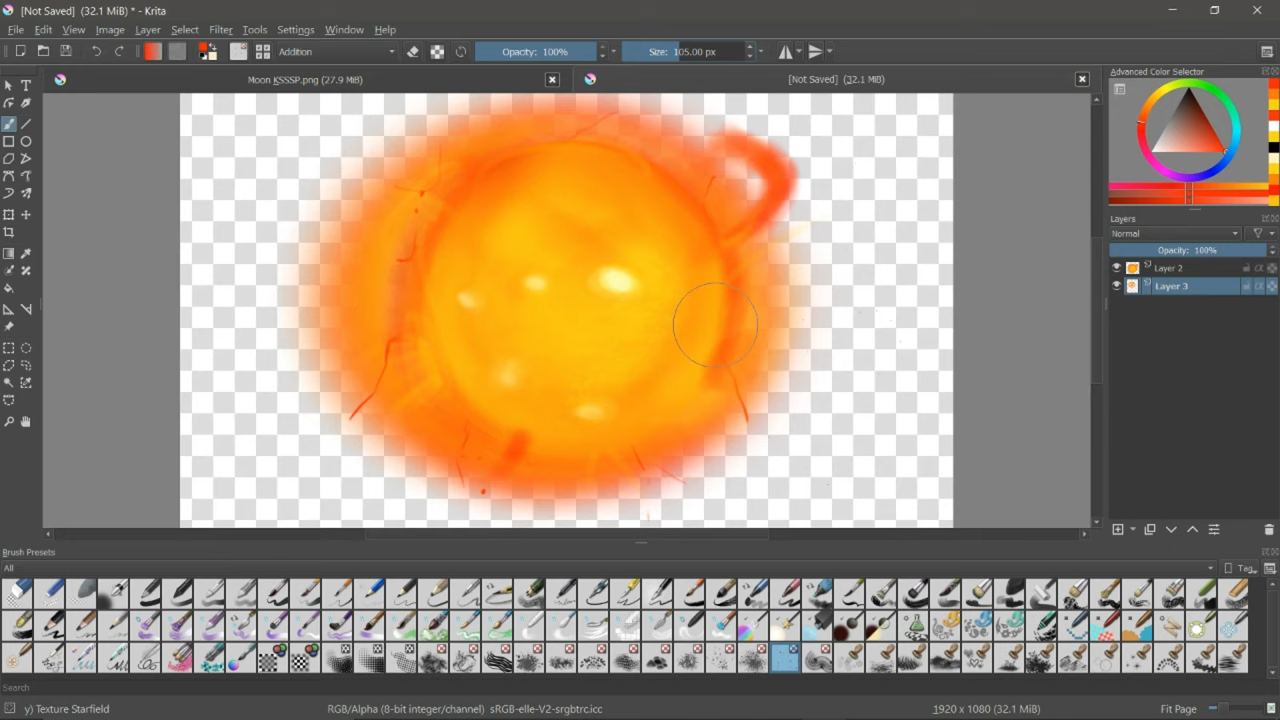 [Not Saved] (32.1 MiB) * - Krita
File Edit View Image Layer Select Filter Tools Settings Window Help
Addition Opacity: 100% Size: 105.00 px
Moon KSSSP.png (27.9 MiB) [Not Saved] (32.1 MiB)
Advanced Color Selector
Layers
Normal
Opacity: 100%
Layer 2
Layer 3
Brush Presets
All Tag
Search
y) Texture Starfield RGB/Alpha (8-bit integer/channel) sRGB-elle-V2-srgbtrc.icc 1920 x 1080 (32.1 MiB) Fit Page